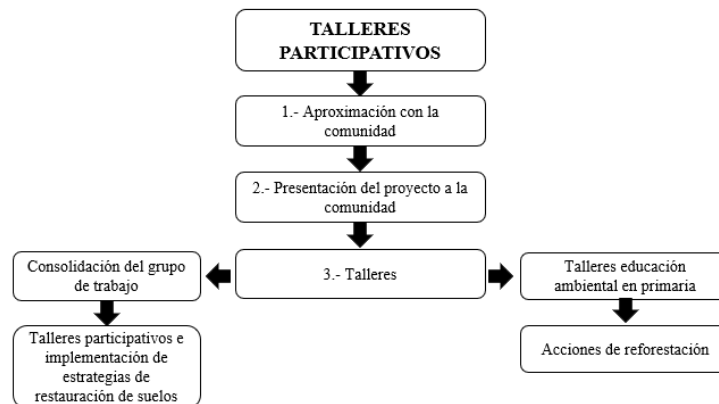 TALLERES
PARTICIPATIVOS
1.- Aproximación con la
comunidad
2.- Presentación del proyecto a la
comunidad
3.- Talleres
Consolidación del grupo
de trabajo
Talleres participativos e
implementación de
estrategias de
restauración de suelos
Talleres educación
ambiental en primaria
Acciones de reforestación